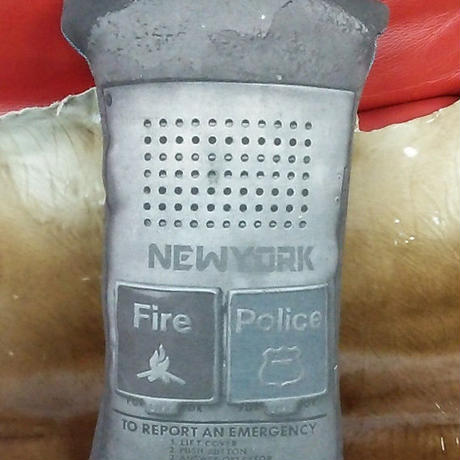 NEWYORK
Fire
Police
TO REPORT AN EMERGENCY
1. LIFT COVER
2. PUSH BUTTON